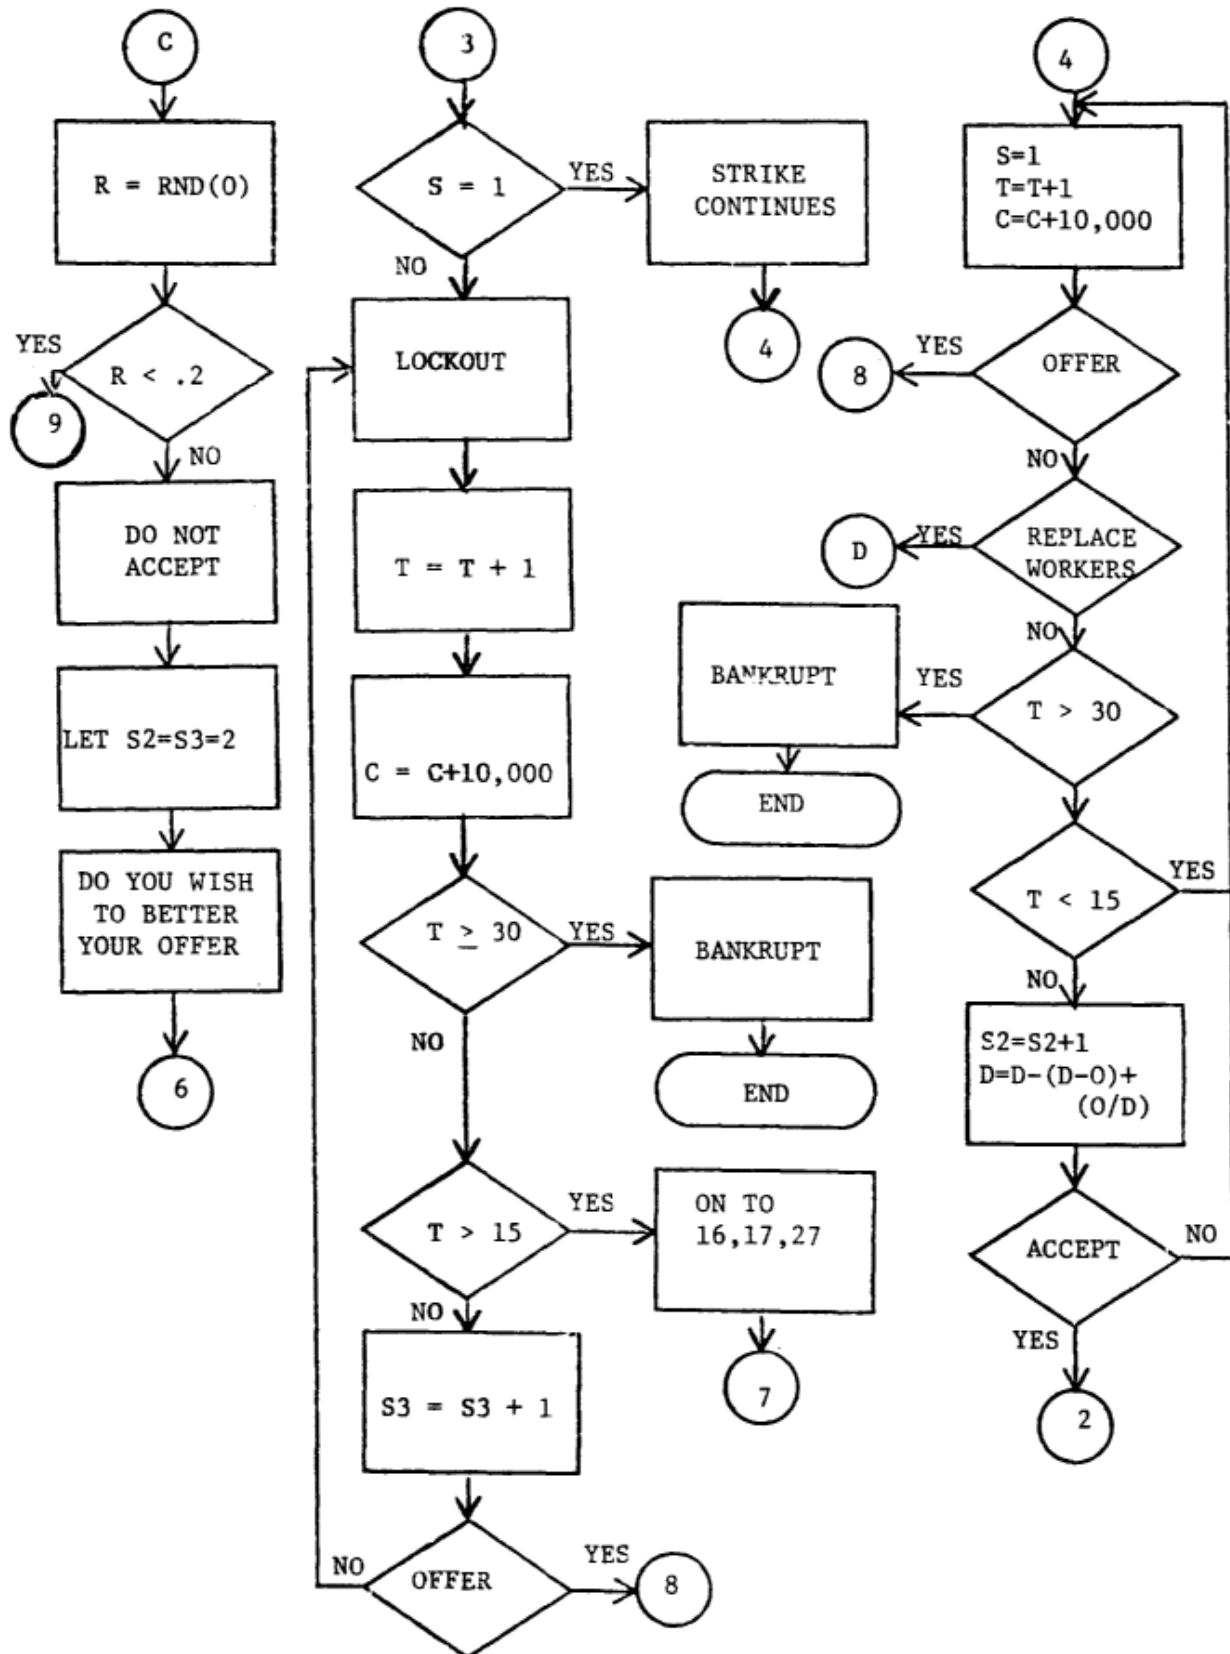 C
R = RND(0)
YES
R < .2
9
NO
DO NOT
ACCEPT
LET S2=S3=2
DO YOU WISH
TO BETTER
YOUR OFFER
6
3
S = 1
YES
STRIKE
CONTINUES
4
NO
LOCKOUT
T = T + 1
C = C+10,000
T ≥ 30
YES
BANKRUPT
END
NO
T > 15
YES
ON TO
16,17,27
7
NO
S3 = S3 + 1
OFFER
NO
YES
8
4
S=1
T=T+1
C=C+10,000
OFFER
YES
8
NO
REPLACE
WORKERS
YES
D
NO
T > 30
YES
BANKRUPT
END
T < 15
YES
NO
S2=S2+1
D=D-(D-O)+
(O/D)
ACCEPT
NO
YES
2